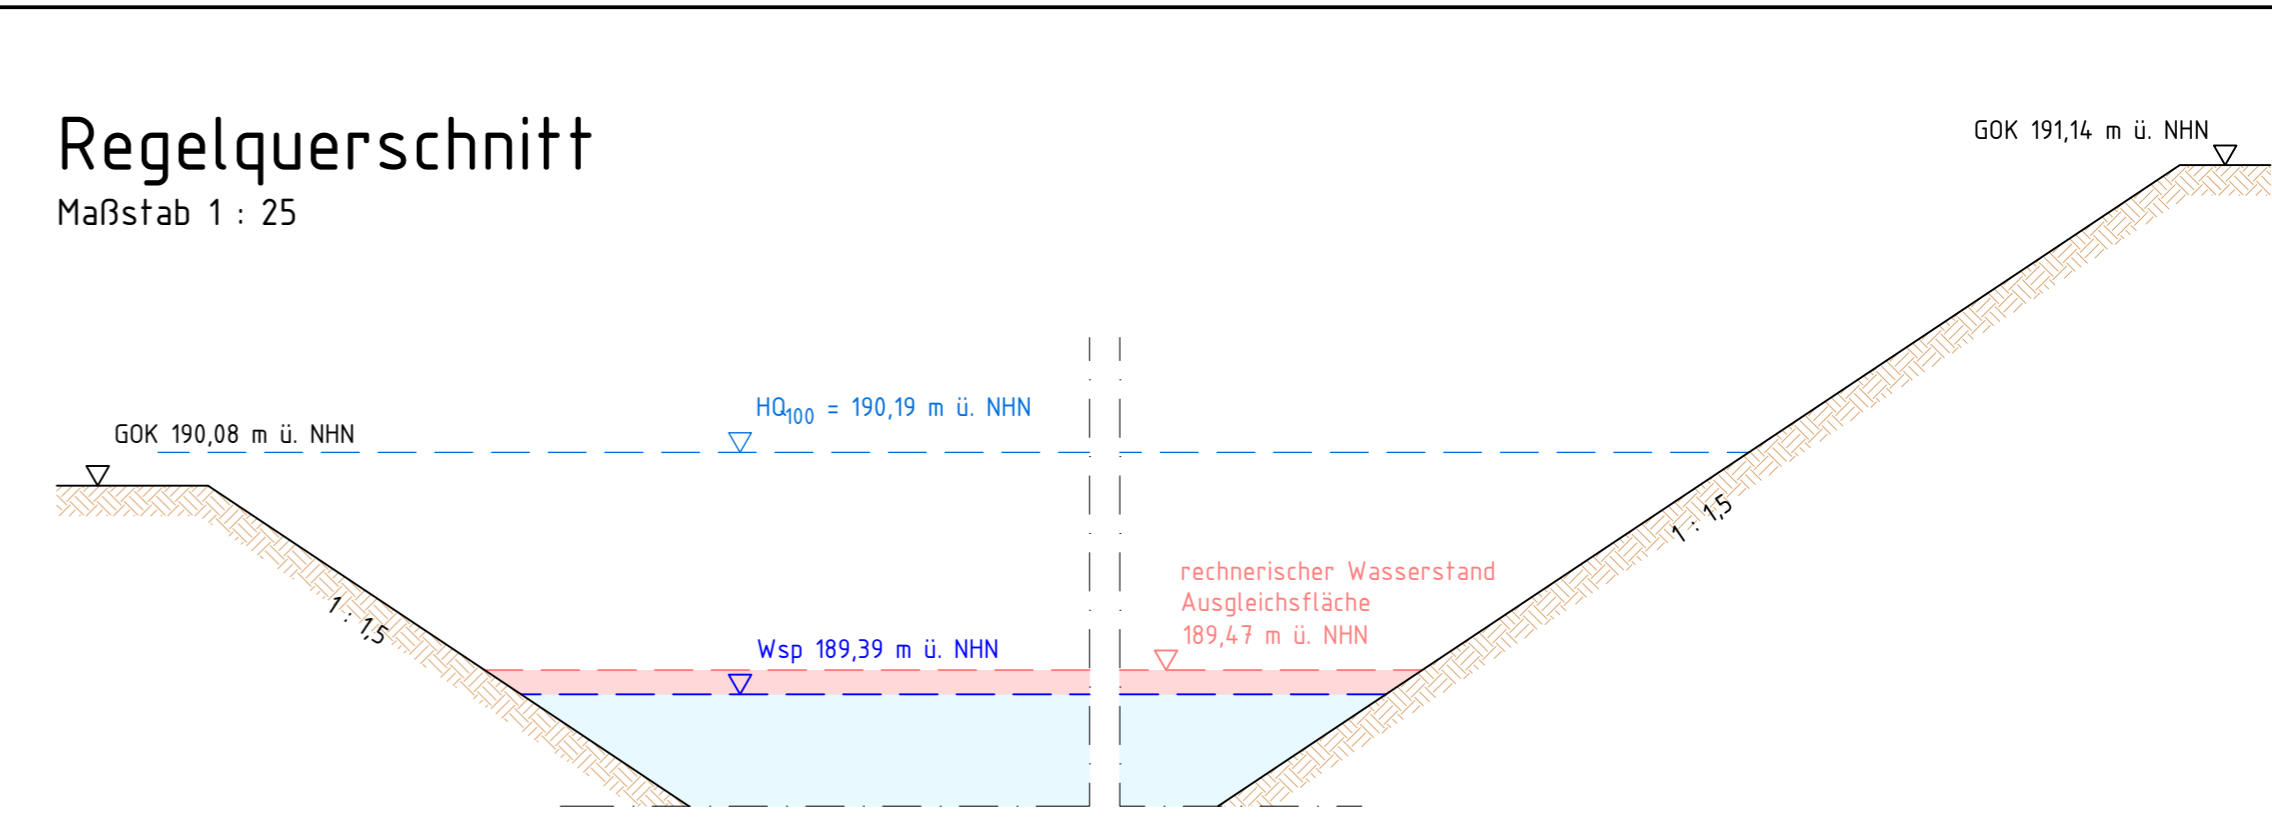 Regelquerschnitt
Maßstab 1 : 25
GOK 191,14 m ü. NHN
HQ100 = 190,19 m ü. NHN
GOK 190,08 m ü. NHN
1 : 1,5
rechnerischer Wasserstand
Ausgleichsfläche
189,47 m ü. NHN
1 : 1,5
Wsp 189,39 m ü. NHN